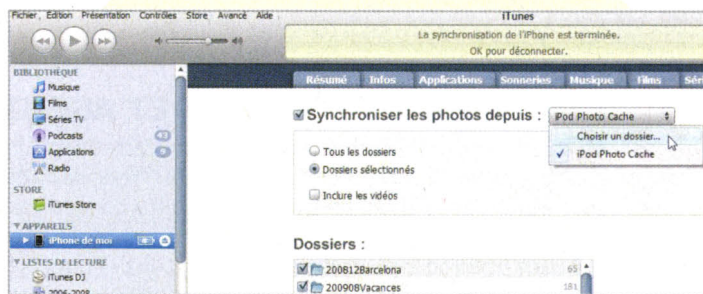 Fichier Edition Présentation Contrôles Store Avancé Aide
iTunes
La synchronisation de l'iPhone est terminée.
OK pour déconnecter.
BIBLIOTHÈQUE
Musique
Films
Séries TV
Podcasts
Applications
Radio
STORE
iTunes Store
APPAREILS
iPhone de moi
LISTES DE LECTURE
iTunes DJ
2006-2008
Résumé Infos Applications Sonneries Musique Films Séri
Synchroniser les photos depuis : iPod Photo Cache
Choisir un dossier...
iPod Photo Cache
Tous les dossiers
Dossiers sélectionnés
Inclure les vidéos
Dossiers :
200812Barcelona 65
200908Vacances 181